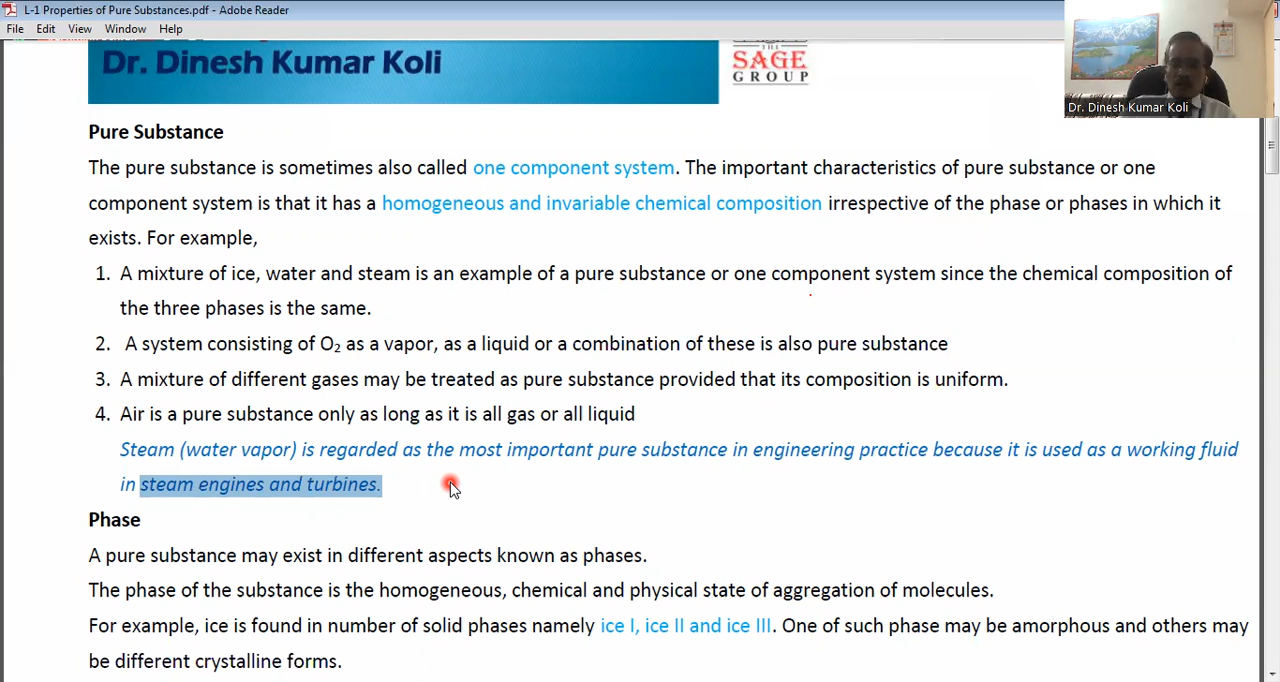 L-1 Properties of Pure Substances.pdf - Adobe Reader
File Edit View Window Help
Dr. Dinesh Kumar Koli
THE
SAGE
GROUP
Dr. Dinesh Kumar Koli
Pure Substance
The pure substance is sometimes also called one component system. The important characteristics of pure substance or one
component system is that it has a homogeneous and invariable chemical composition irrespective of the phase or phases in which it
exists. For example,
1. A mixture of ice, water and steam is an example of a pure substance or one component system since the chemical composition of
the three phases is the same.
2. A system consisting of O₂ as a vapor, as a liquid or a combination of these is also pure substance
3. A mixture of different gases may be treated as pure substance provided that its composition is uniform.
4. Air is a pure substance only as long as it is all gas or all liquid
Steam (water vapor) is regarded as the most important pure substance in engineering practice because it is used as a working fluid
in steam engines and turbines.
Phase
A pure substance may exist in different aspects known as phases.
The phase of the substance is the homogeneous, chemical and physical state of aggregation of molecules.
For example, ice is found in number of solid phases namely ice I, ice II and ice III. One of such phase may be amorphous and others may
be different crystalline forms.